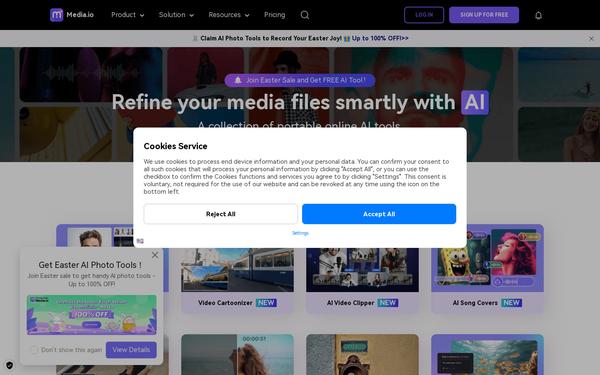 Media.io
Product
Solution
Resources
Pricing
LOG IN
SIGN UP FOR FREE
Claim AI Photo Tools to Record Your Easter Joy! Up to 100% OFF!>>
Join Easter Sale and Get FREE AI Tool!
Refine your media files smartly with AI
A collection of portable online AI tools
Cookies Service
We use cookies to process end device information and your personal data. You can confirm your consent to
all such cookies that will process your personal information by clicking "Accept All", or you can use the
checkbox to confirm the Cookies functions and services you agree to by clicking "Settings". This consent is
voluntary, not required for the use of our website and can be revoked at any time using the icon on the
bottom left.
Reject All
Accept All
Settings
Get Easter AI Photo Tools !
Join Easter sale to get handy AI photo tools -
Up to 100% OFF!
100% OFF
Don't show this again
View Details
Video Cartoonizer NEW
AI Video Clipper NEW
AI Song Covers NEW
00:00:51